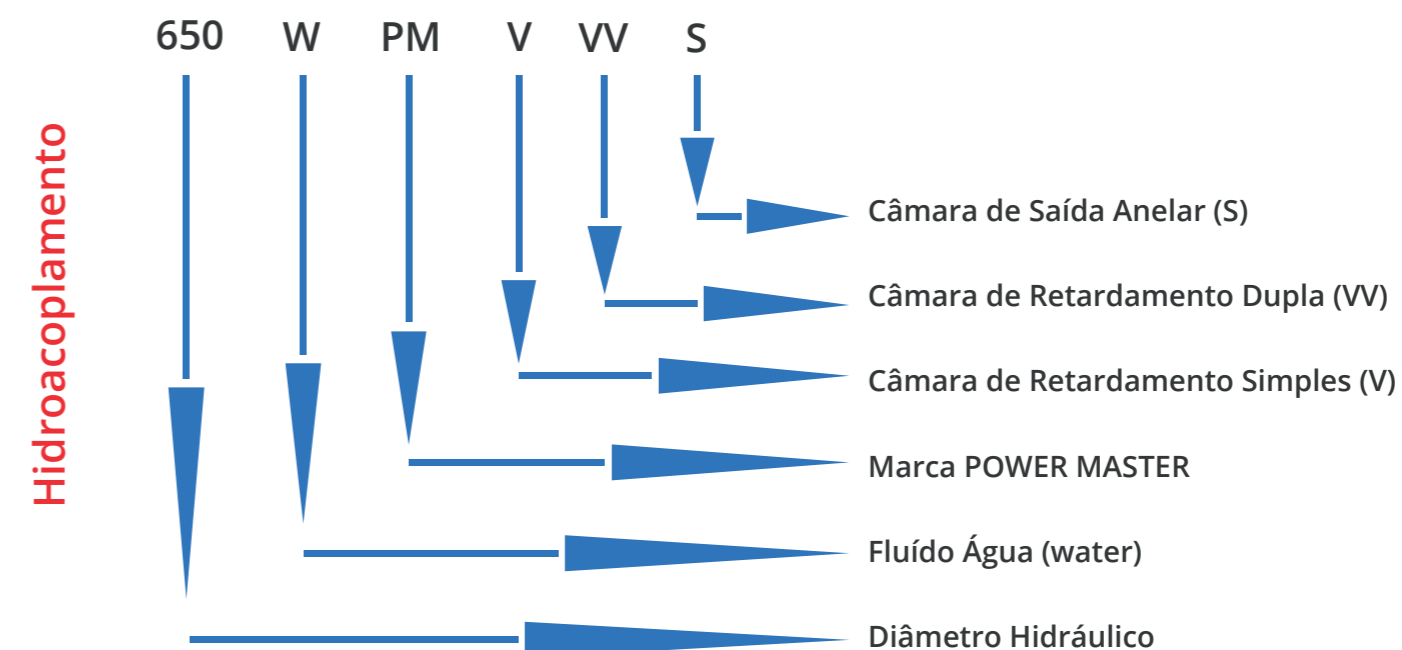 650 W PM V VV S
Hidroacoplamento
Câmara de Saída Anelar (S)
Câmara de Retardamento Dupla (VV)
Câmara de Retardamento Simples (V)
Marca POWER MASTER
Fluído Água (water)
Diâmetro Hidráulico